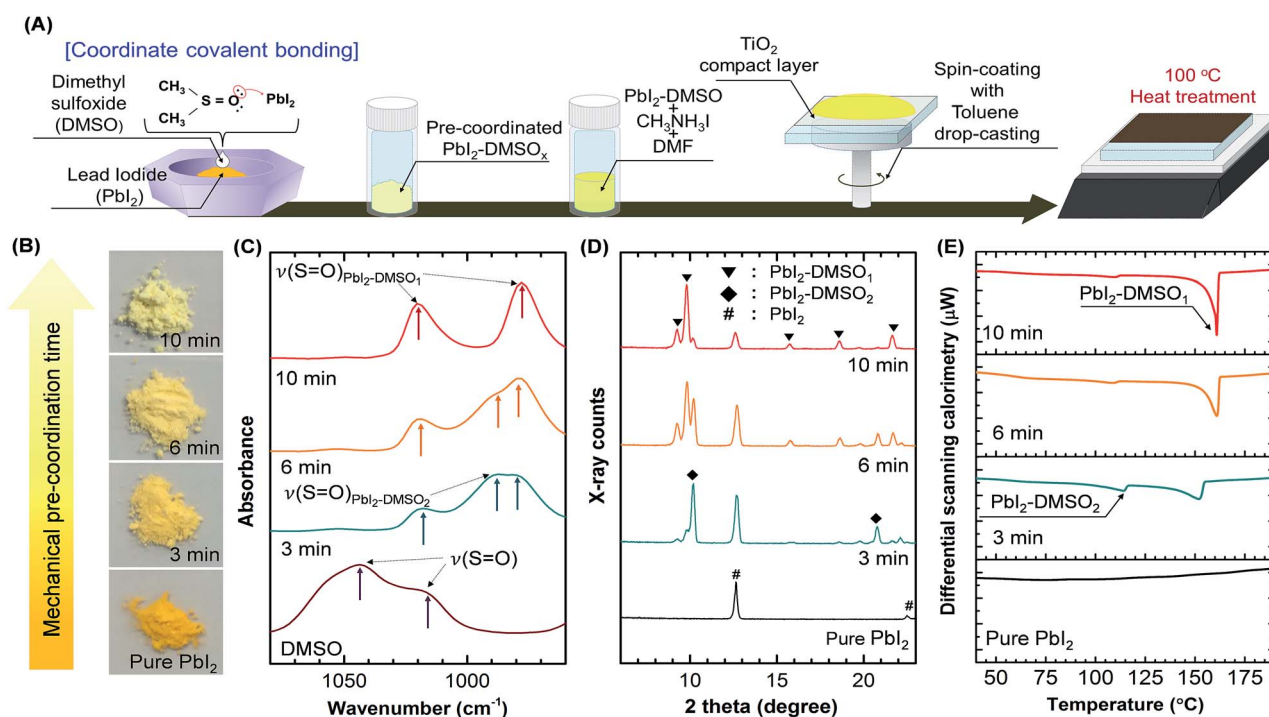 (A)
[Coordinate covalent bonding]
Dimethyl
sulfoxide
(DMSO)
CH₃
S = O
PbI₂
CH₃
Lead Iodide
(PbI₂)
Pre-coordinated
PbI₂-DMSOₓ
PbI₂-DMSO
+
CH₃NH₃I
+
DMF
TiO₂
compact layer
Spin-coating
with
Toluene
drop-casting
100 °C
Heat treatment
(B)
Mechanical pre-coordination time
10 min
6 min
3 min
Pure PbI₂
(C)
ν(S=O)PbI₂-DMSO₁
10 min
6 min
ν(S=O)PbI₂-DMSO₂
3 min
ν(S=O)
DMSO
Absorbance
1050
1000
Wavenumber (cm⁻¹)
(D)
▼ : PbI₂-DMSO₁
◆ : PbI₂-DMSO₂
# : PbI₂
10 min
6 min
3 min
#
#
Pure PbI₂
X-ray counts
10
15
20
2 theta (degree)
(E)
PbI₂-DMSO₁
10 min
6 min
PbI₂-DMSO₂
3 min
Pure PbI₂
Differential scanning calorimetry (μW)
50
75
100
125
150
175
Temperature (°C)